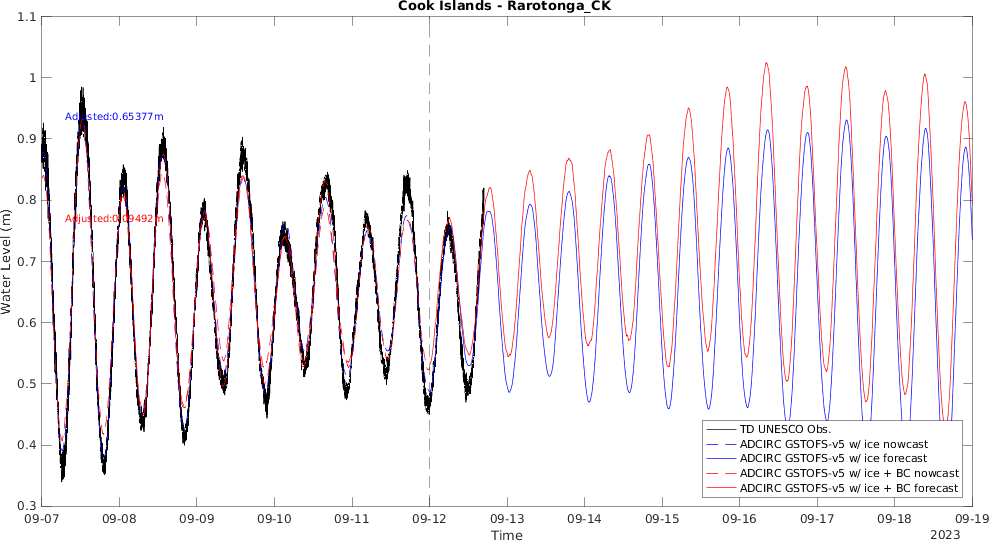 Cook Islands - Rarotonga_CK
1.1
1
0.9
0.8
0.7
0.6
0.5
0.4
0.3
Water Level (m)
Adjusted:0.65377m
Adjusted:0.09492m
TD UNESCO Obs.
ADCIRC GSTOFS-v5 w/ ice nowcast
ADCIRC GSTOFS-v5 w/ ice forecast
ADCIRC GSTOFS-v5 w/ ice + BC nowcast
ADCIRC GSTOFS-v5 w/ ice + BC forecast
09-07 09-08 09-09 09-10 09-11 09-12 09-13 09-14 09-15 09-16 09-17 09-18 09-19
Time
2023